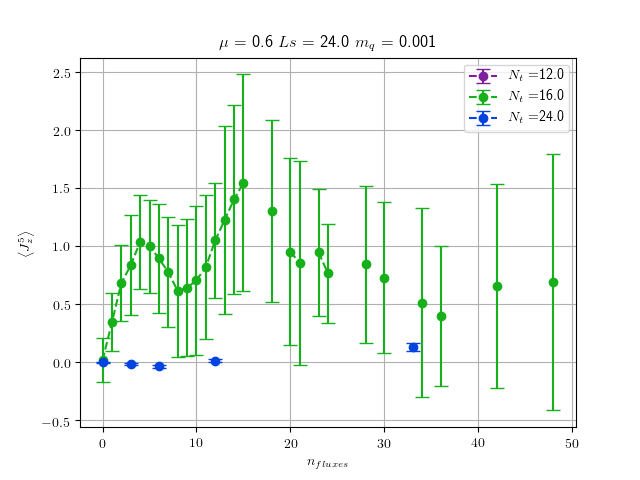 μ = 0.6 Ls = 24.0 m_q = 0.001
N_t =12.0
N_t =16.0
N_t =24.0
⟨J_z^5⟩
2.5
2.0
1.5
1.0
0.5
0.0
−0.5
0 10 20 30 40 50
n_fluxes